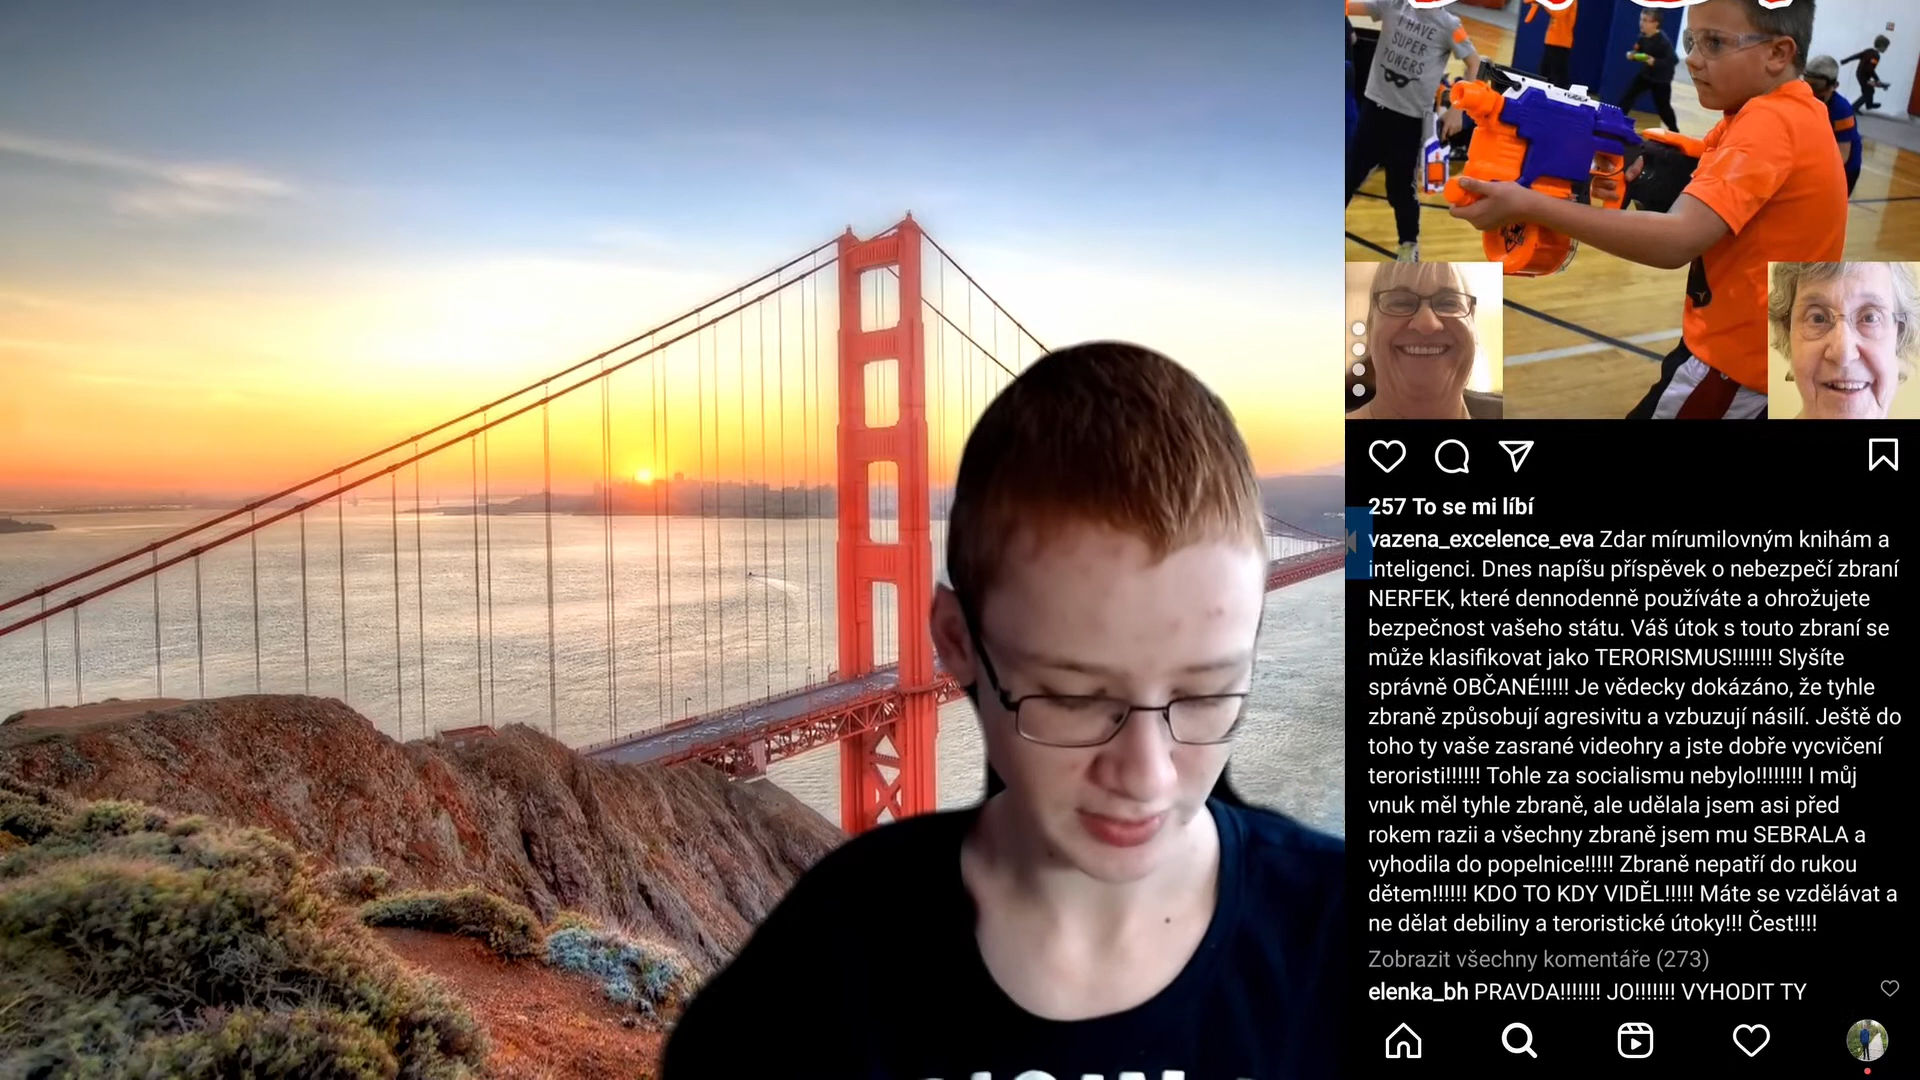 I HAVE
SUPER
POWERS
257 To se mi líbí
vazena_excelence_eva Zdar mírumilovným knihám a
inteligenci. Dnes napíšu příspěvek o nebezpečí zbraní
NERFEK, které dennodenně používáte a ohrožujete
bezpečnost vašeho státu. Váš útok s touto zbraní se
může klasifikovat jako TERORISMUS!!!!!!! Slyšíte
správně OBČANÉ!!!!! Je vědecky dokázáno, že tyhle
zbraně způsobují agresivitu a vzbuzují násilí. Ještě do
toho ty vaše zasrané videohry a jste dobře vycvičení
teroristi!!!!!! Tohle za socialismu nebylo!!!!!!!! I můj
vnuk měl tyhle zbraně, ale udělala jsem asi před
rokem razii a všechny zbraně jsem mu SEBRALA a
vyhodila do popelnice!!!!! Zbraně nepatří do rukou
dětem!!!!!! KDO TO KDY VIDĚL!!!!! Máte se vzdělávat a
ne dělat debiliny a teroristické útoky!!! Čest!!!!
Zobrazit všechny komentáře (273)
elenka_bh PRAVDA!!!!!!! JO!!!!!!! VYHODIT TY